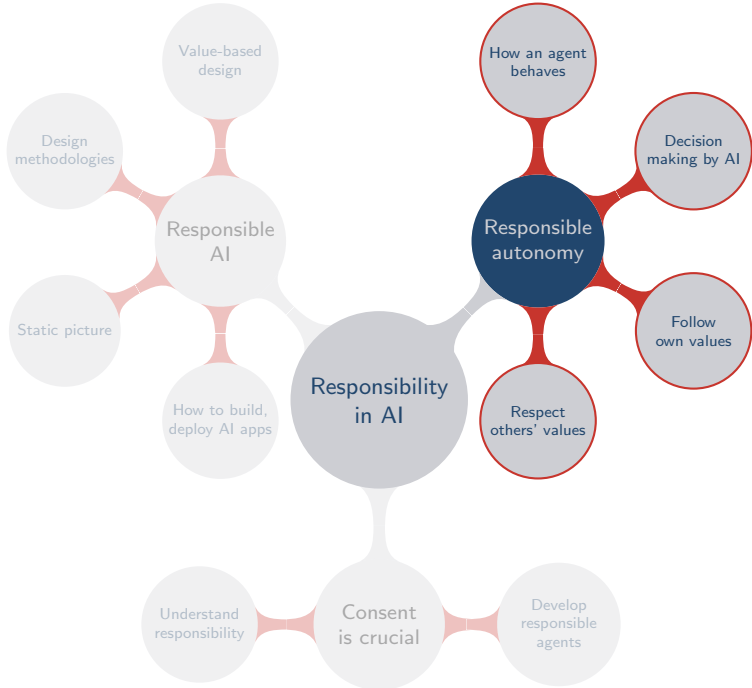 Value-based
design
Design
methodologies
Responsible
AI
Static picture
How to build,
deploy AI apps
How an agent
behaves
Decision
making by AI
Responsible
autonomy
Follow
own values
Respect
others' values
Responsibility
in AI
Understand
responsibility
Consent
is crucial
Develop
responsible
agents